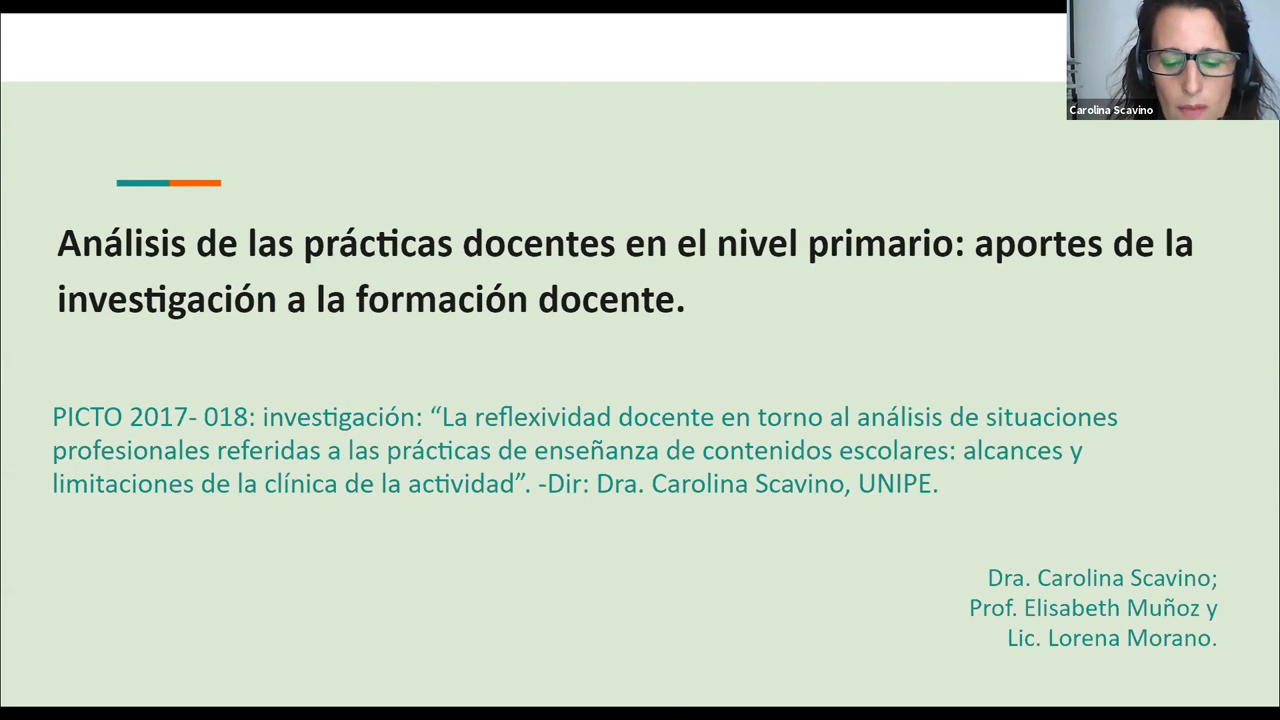 Carolina Scavino
Análisis de las prácticas docentes en el nivel primario: aportes de la
investigación a la formación docente.
PICTO 2017- 018: investigación: “La reflexividad docente en torno al análisis de situaciones
profesionales referidas a las prácticas de enseñanza de contenidos escolares: alcances y
limitaciones de la clínica de la actividad”. -Dir: Dra. Carolina Scavino, UNIPE.
Dra. Carolina Scavino;
Prof. Elisabeth Muñoz y
Lic. Lorena Morano.